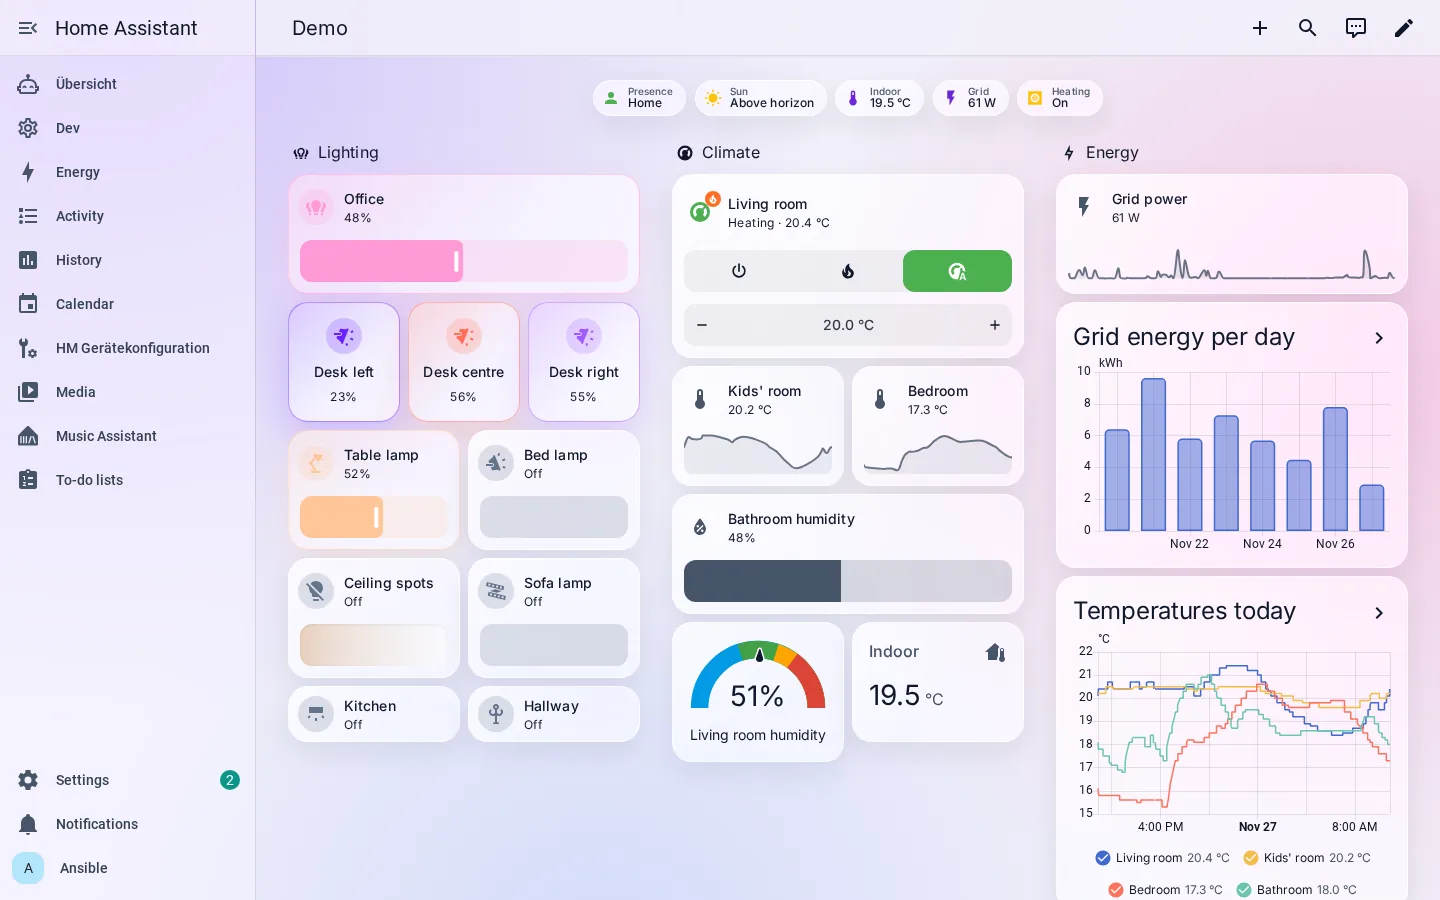 Home Assistant
Demo
Übersicht
Dev
Energy
Activity
History
Calendar
HM Gerätekonfiguration
Media
Music Assistant
To-do lists
Settings
2
Notifications
A
Ansible
Presence
Home
Sun
Above horizon
Indoor
19.5 °C
Grid
61 W
Heating
On
Lighting
Office
48%
Desk left
23%
Desk centre
56%
Desk right
55%
Table lamp
52%
Bed lamp
Off
Ceiling spots
Off
Sofa lamp
Off
Kitchen
Off
Hallway
Off
Climate
Living room
Heating · 20.4 °C
A
20.0 °C
Kids' room
20.2 °C
Bedroom
17.3 °C
Bathroom humidity
48%
51%
Living room humidity
Indoor
19.5 °C
Energy
Grid power
61 W
Grid energy per day
kWh
10
8
6
4
2
0
Nov 22 Nov 24 Nov 26
Temperatures today
°C
22
21
20
19
18
17
16
15
4:00 PM Nov 27 8:00 AM
Living room 20.4 °C Kids' room 20.2 °C
Bedroom 17.3 °C Bathroom 18.0 °C